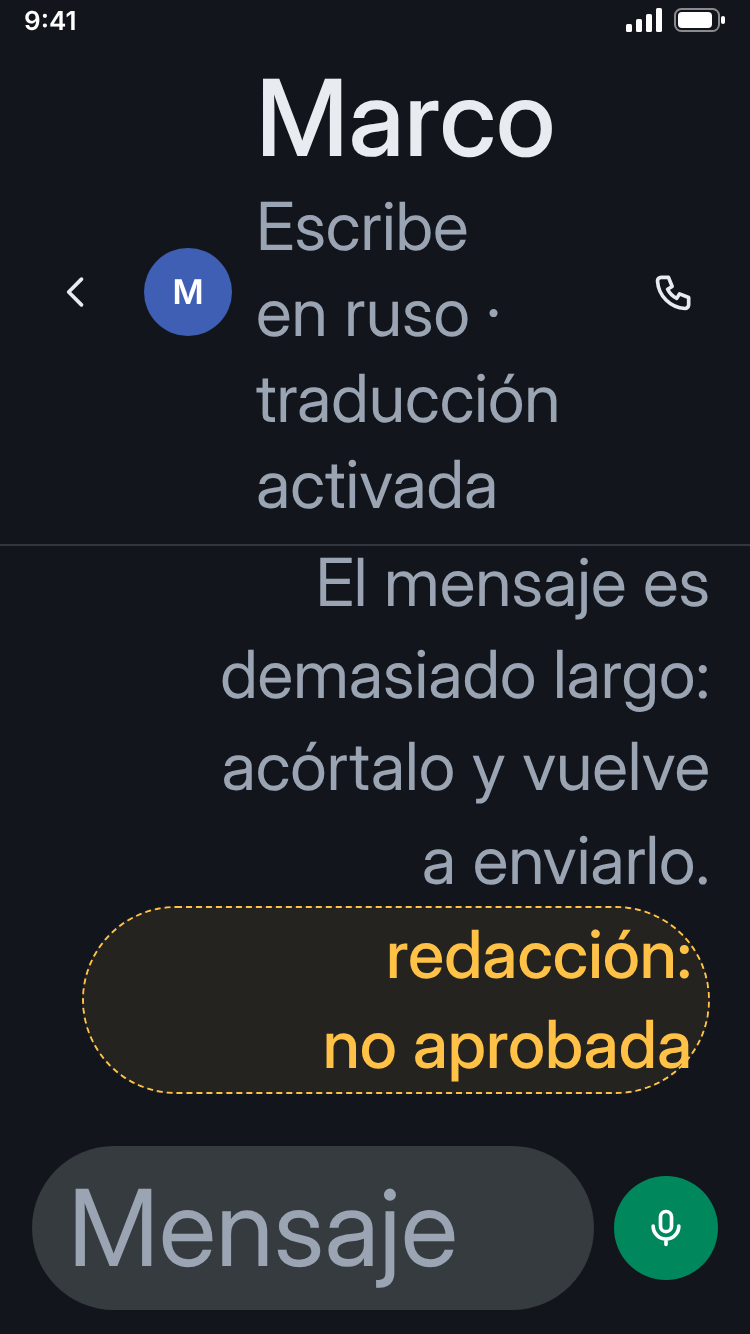 9:41
Marco
M
Escribe
en ruso ·
traducción
activada
El mensaje es
demasiado largo:
acórtalo y vuelve
a enviarlo.
redacción:
no aprobada
Mensaje